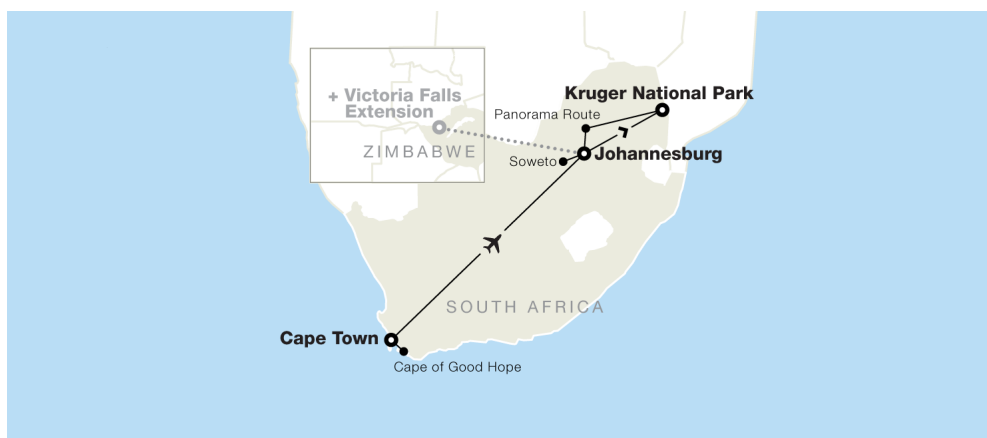 + Victoria Falls
Extension
ZIMBABWE
Kruger National Park
Panorama Route
Soweto
Johannesburg
SOUTH AFRICA
Cape Town
Cape of Good Hope